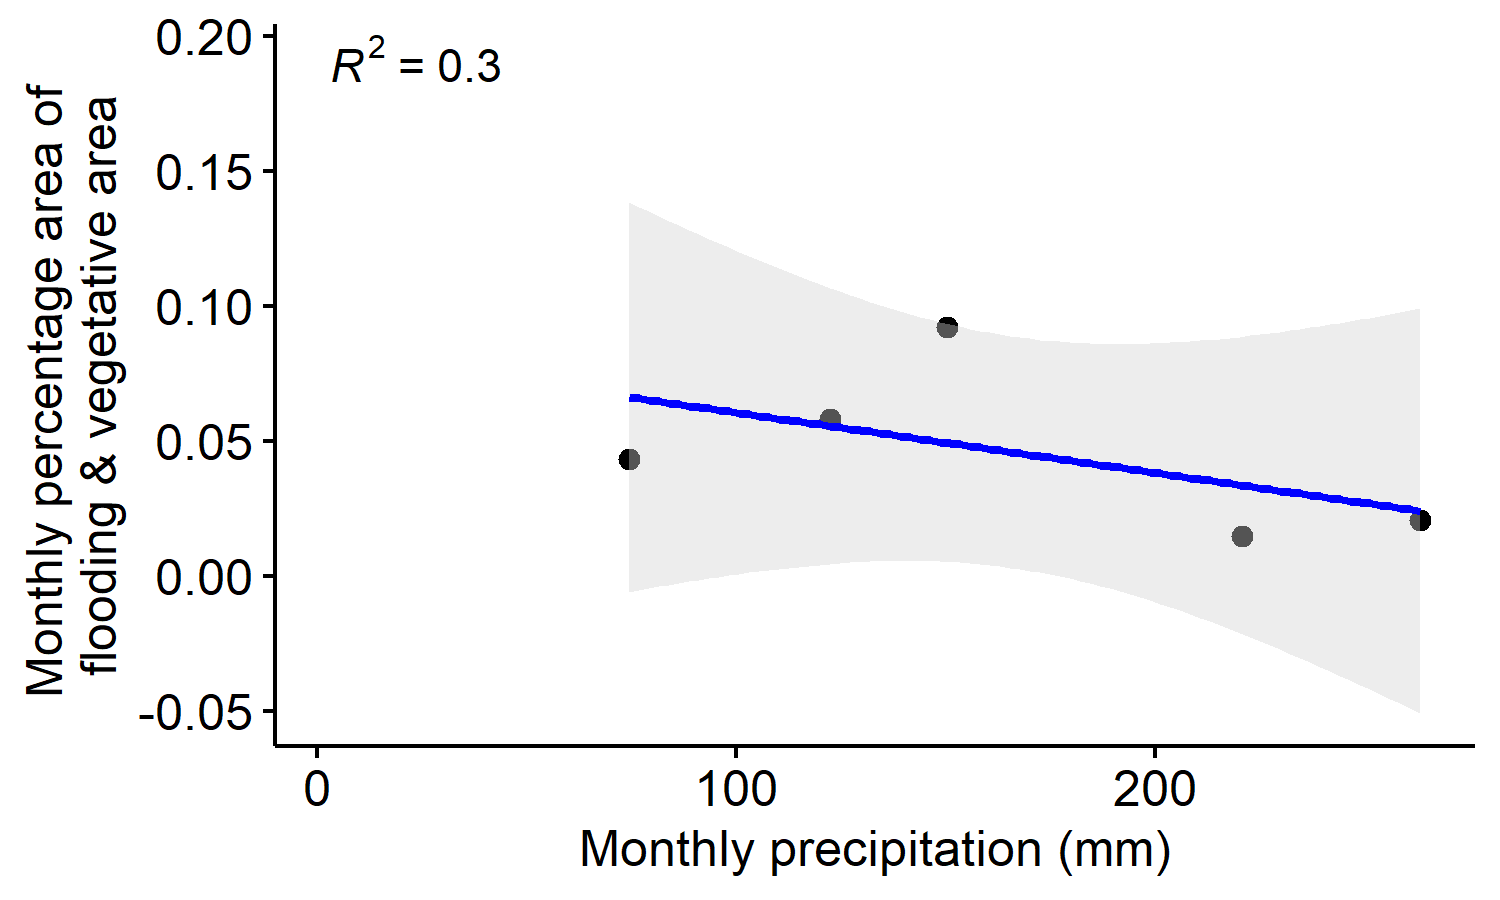 R² = 0.3
0.20
0.15
0.10
0.05
0.00
-0.05
Monthly percentage area of
flooding & vegetative area
0 100 200
Monthly precipitation (mm)